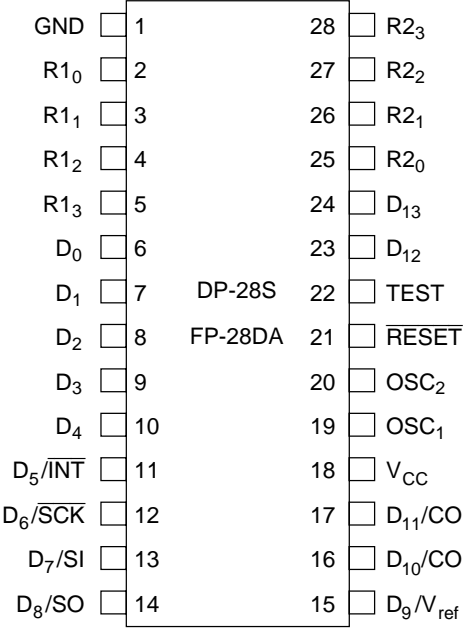 GND 1 28 R2₃
R1₀ 2 27 R2₂
R1₁ 3 26 R2₁
R1₂ 4 25 R2₀
R1₃ 5 24 D₁₃
D₀ 6 23 D₁₂
D₁ 7 DP-28S 22 TEST
D₂ 8 FP-28DA 21 R̅E̅S̅E̅T̅
D₃ 9 20 OSC₂
D₄ 10 19 OSC₁
D₅/I̅N̅T̅ 11 18 V_CC
D₆/S̅C̅K̅ 12 17 D₁₁/CO
D₇/SI 13 16 D₁₀/CO
D₈/SO 14 15 D₉/V_ref